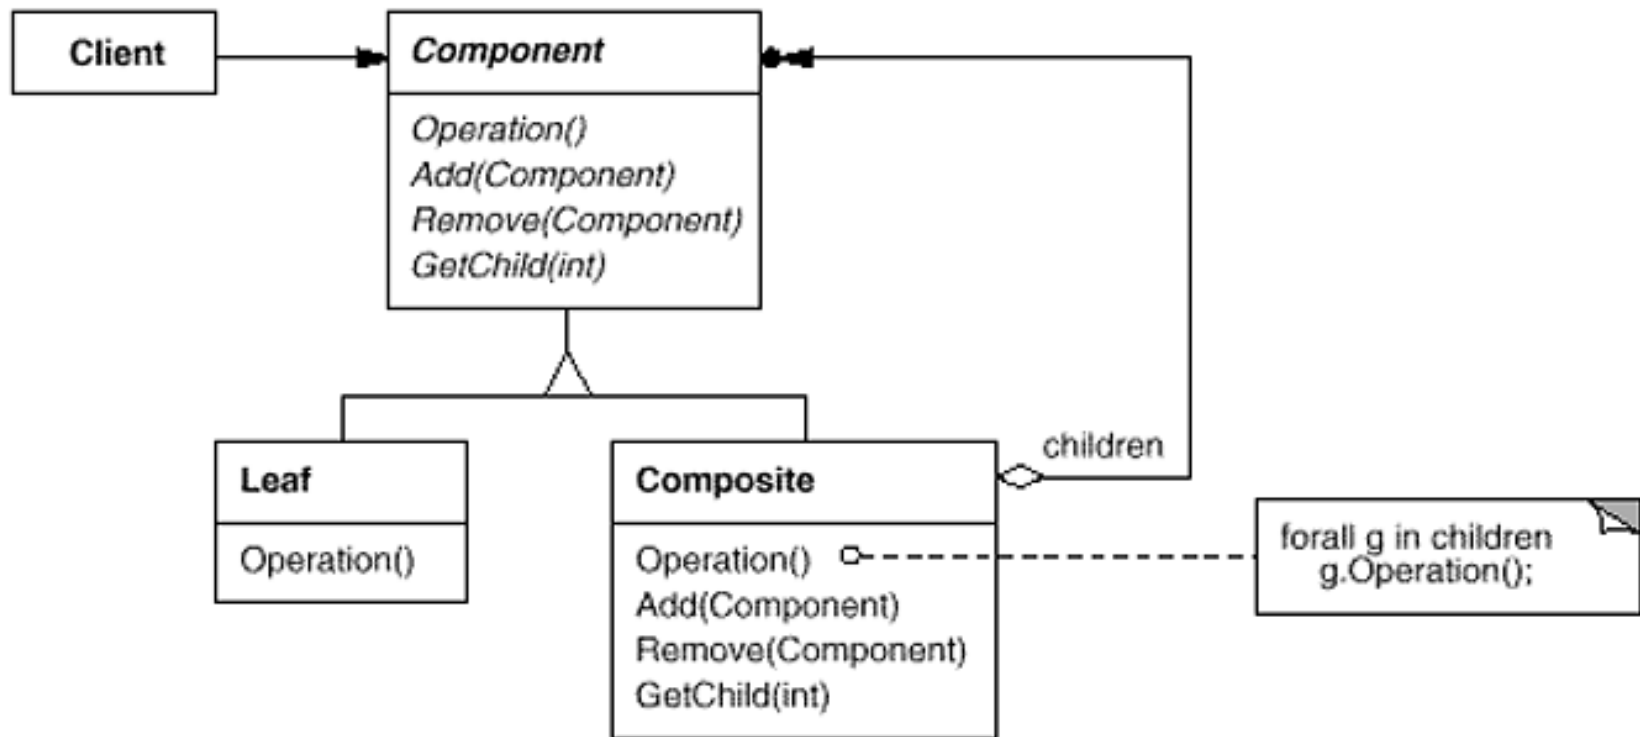 Client
Component
Operation()
Add(Component)
Remove(Component)
GetChild(int)
Leaf
Operation()
Composite
Operation()
Add(Component)
Remove(Component)
GetChild(int)
children
forall g in children
g.Operation();